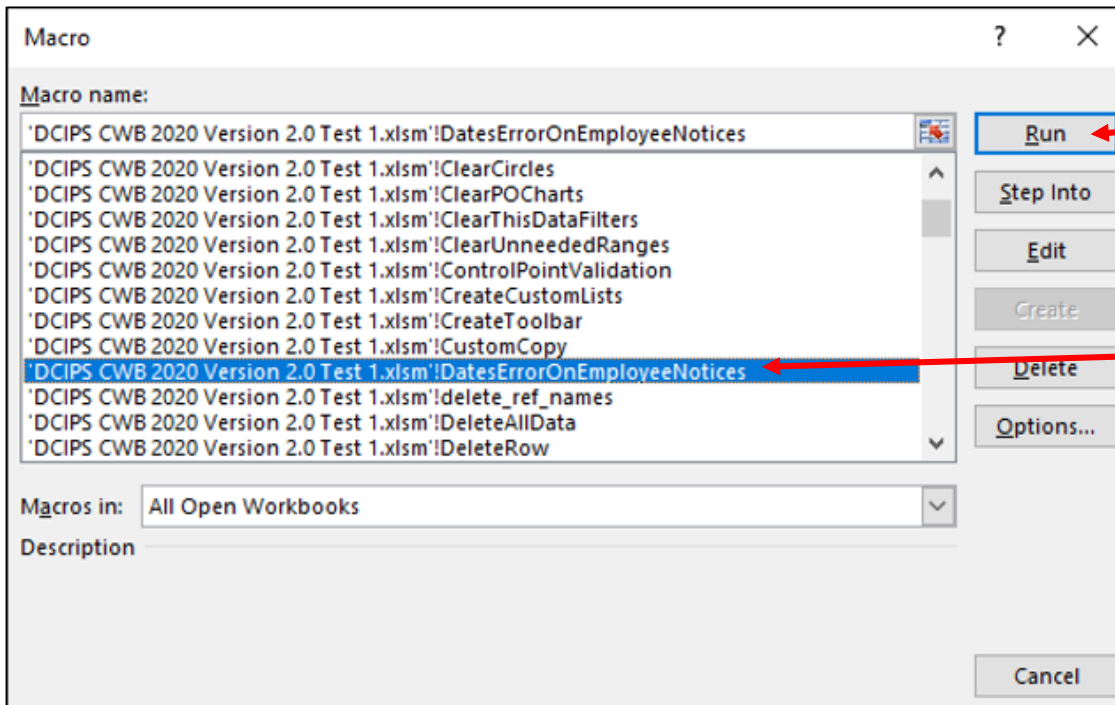 Macro
?
Macro name:
'DCIPS CWB 2020 Version 2.0 Test 1.xlsm'!DatesErrorOnEmployeeNotices
Run
'DCIPS CWB 2020 Version 2.0 Test 1.xlsm'!ClearCircles
'DCIPS CWB 2020 Version 2.0 Test 1.xlsm'!ClearPOCharts
'DCIPS CWB 2020 Version 2.0 Test 1.xlsm'!ClearThisDataFilters
'DCIPS CWB 2020 Version 2.0 Test 1.xlsm'!ClearUnneededRanges
'DCIPS CWB 2020 Version 2.0 Test 1.xlsm'!ControlPointValidation
'DCIPS CWB 2020 Version 2.0 Test 1.xlsm'!CreateCustomLists
'DCIPS CWB 2020 Version 2.0 Test 1.xlsm'!CreateToolbar
'DCIPS CWB 2020 Version 2.0 Test 1.xlsm'!CustomCopy
'DCIPS CWB 2020 Version 2.0 Test 1.xlsm'!DatesErrorOnEmployeeNotices
'DCIPS CWB 2020 Version 2.0 Test 1.xlsm'!delete_ref_names
'DCIPS CWB 2020 Version 2.0 Test 1.xlsm'!DeleteAllData
'DCIPS CWB 2020 Version 2.0 Test 1.xlsm'!DeleteRow
Step Into
Edit
Create
Delete
Options...
Macros in: All Open Workbooks
Description
Cancel